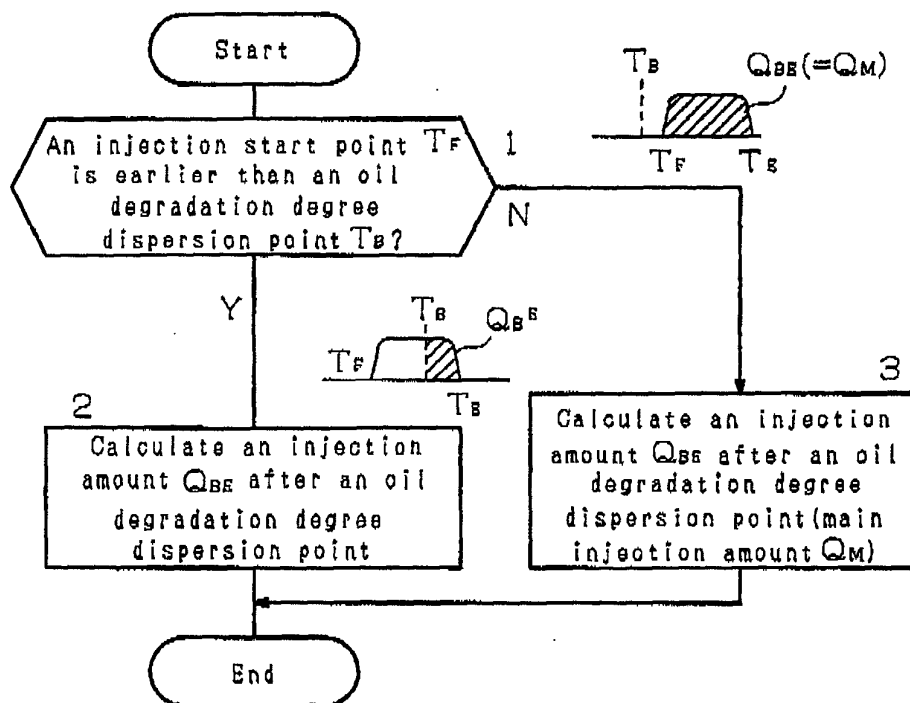 Start
An injection start point TF
is earlier than an oil
degradation degree
dispersion point TB?
1
N
Y
TB
QBE(=QM)
TF
TE
TB
QBE
TF
TE
2
Calculate an injection
amount QBE after an oil
degradation degree
dispersion point
3
Calculate an injection
amount QBE after an oil
degradation degree
dispersion point(main
injection amount QM)
End